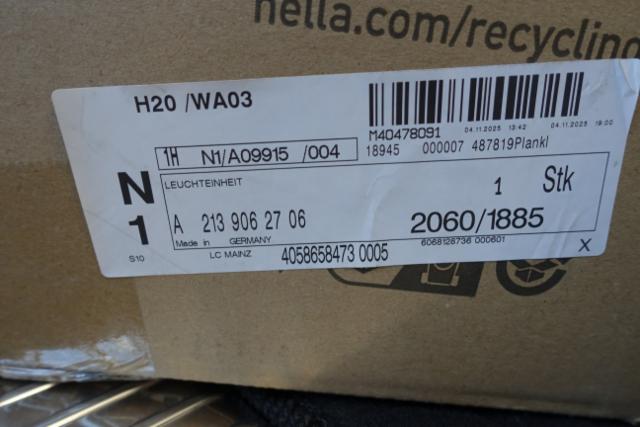 hella.com/recycling
H20 /WA03
M40478091
04.11.2025 13:42
04.11.2025 19:00
1H N1/A09915 /004
18945 000007 487819Plankl
N
1
S10
LEUCHTEINHEIT
1 Stk
A 213 906 27 06
2060/1885
Made in GERMANY
6068128736 000601
LC MAINZ
4058658473 0005
X